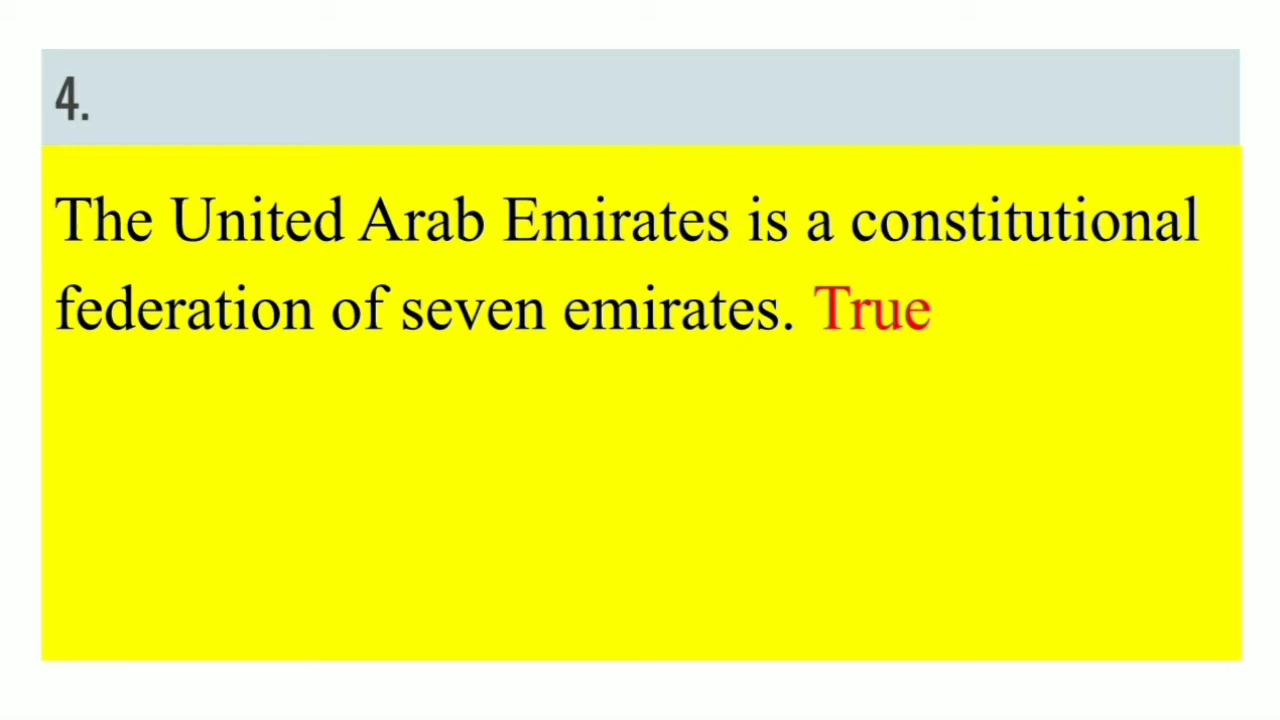 4.
The United Arab Emirates is a constitutional
federation of seven emirates. True